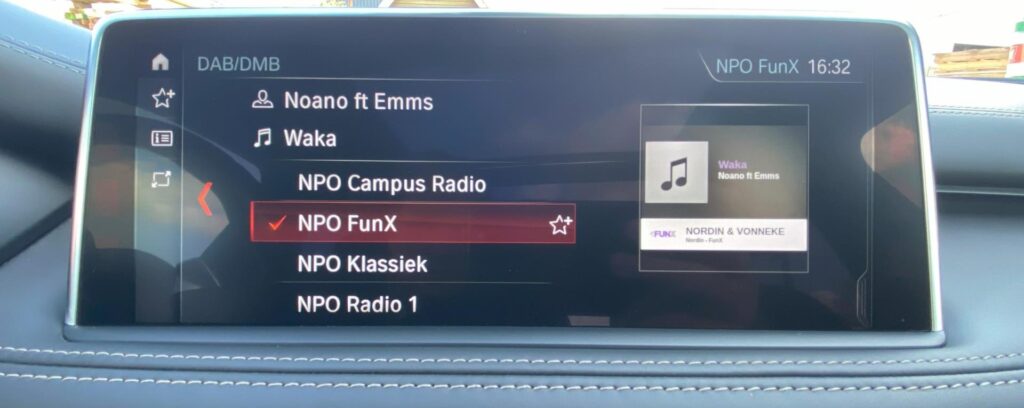 DAB/DMB
NPO FunX 16:32
Noano ft Emms
Waka
NPO Campus Radio
NPO FunX
NPO Klassiek
NPO Radio 1
Waka
Noano ft Emms
FUNX
NORDIN & VONNEKE
Nordin - FunX